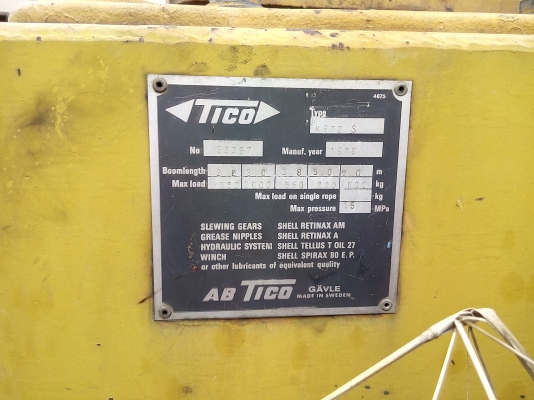 4075
TICO
Type
No
Manuf. year
Boomlength m
Max load kg
Max load on single rope kg
Max pressure MPa
SLEWING GEARS SHELL RETINAX AM
GREASE NIPPLES SHELL RETINAX A
HYDRAULIC SYSTEM SHELL TELLUS T OIL 27
WINCH SHELL SPIRAX 80 E.P.
or other lubricants of equivalent quality
AB TICO GÄVLE
MADE IN SWEDEN